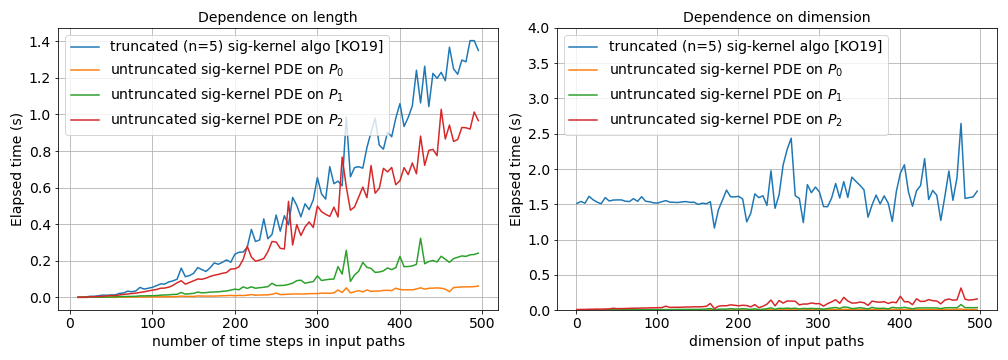 Dependence on length
truncated (n=5) sig-kernel algo [KO19]
untruncated sig-kernel PDE on P₀
untruncated sig-kernel PDE on P₁
untruncated sig-kernel PDE on P₂
Elapsed time (s)
1.4
1.2
1.0
0.8
0.6
0.4
0.2
0.0
0 100 200 300 400 500
number of time steps in input paths
Dependence on dimension
truncated (n=5) sig-kernel algo [KO19]
untruncated sig-kernel PDE on P₀
untruncated sig-kernel PDE on P₁
untruncated sig-kernel PDE on P₂
Elapsed time (s)
4.0
3.5
3.0
2.5
2.0
1.5
1.0
0.5
0.0
0 100 200 300 400 500
dimension of input paths